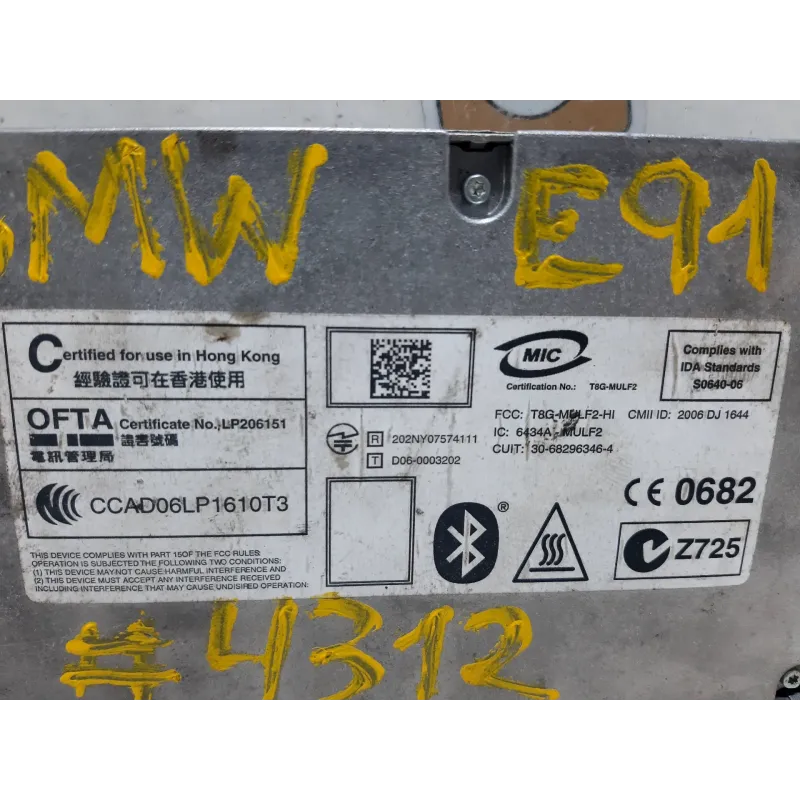 BMW E91
Certified for use in Hong Kong
經驗證可在香港使用
OFTA Certificate No. LP206151
電訊管理局 證書號碼
CCAD06LP1610T3
THIS DEVICE COMPLIES WITH PART 15OF THE FCC RULES.
OPERATION IS SUBJECTED THE FOLLOWING TWO CONDITIONS:
(1) THIS DEVICE MAY NOT CAUSE HARMFUL INTERFERENCE AND
(2) THIS DEVICE MUST ACCEPT ANY INTERFERENCE RECEIVED
INCLUDING INTERFERENCE THAT MAY CAUSE UNDESIRED OPERATION.
R 202NY07574111
T D06-0003202
MIC
Certification No.: T8G-MULF2
Complies with
IDA Standards
S0640-06
FCC: T8G-MULF2-HI CMII ID: 2006 DJ 1644
IC: 6434A-MULF2
CUIT: 30-68296346-4
®
CE 0682
Z725
#4312